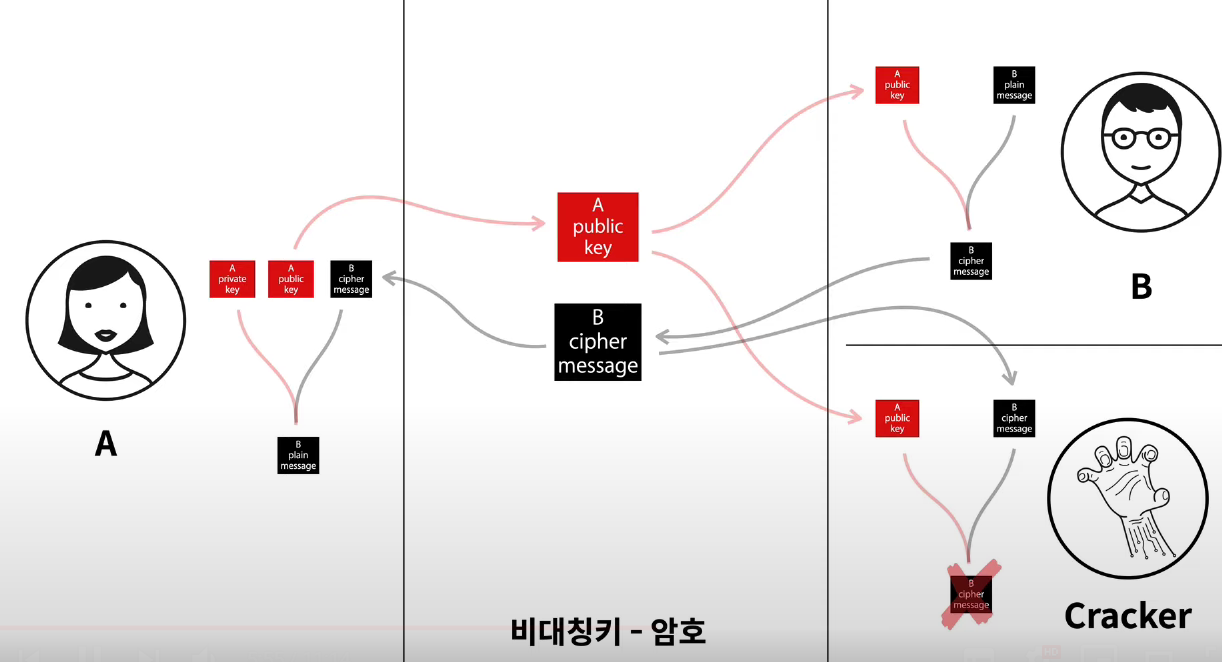 A
private
key
A
public
key
B
cipher
message
B
plain
message
A
A
public
key
B
cipher
message
A
public
key
B
plain
message
B
cipher
message
B
A
public
key
B
cipher
message
B
cipher
message
Cracker
비대칭키 - 암호
HD